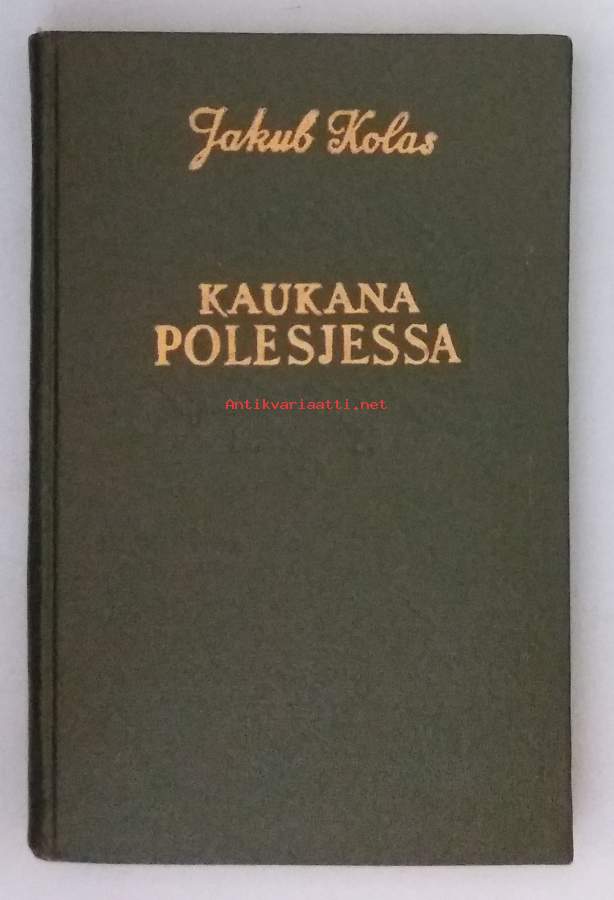 Jakub Kolas
KAUKANA
POLESJESSA
Antikvariaatti.net